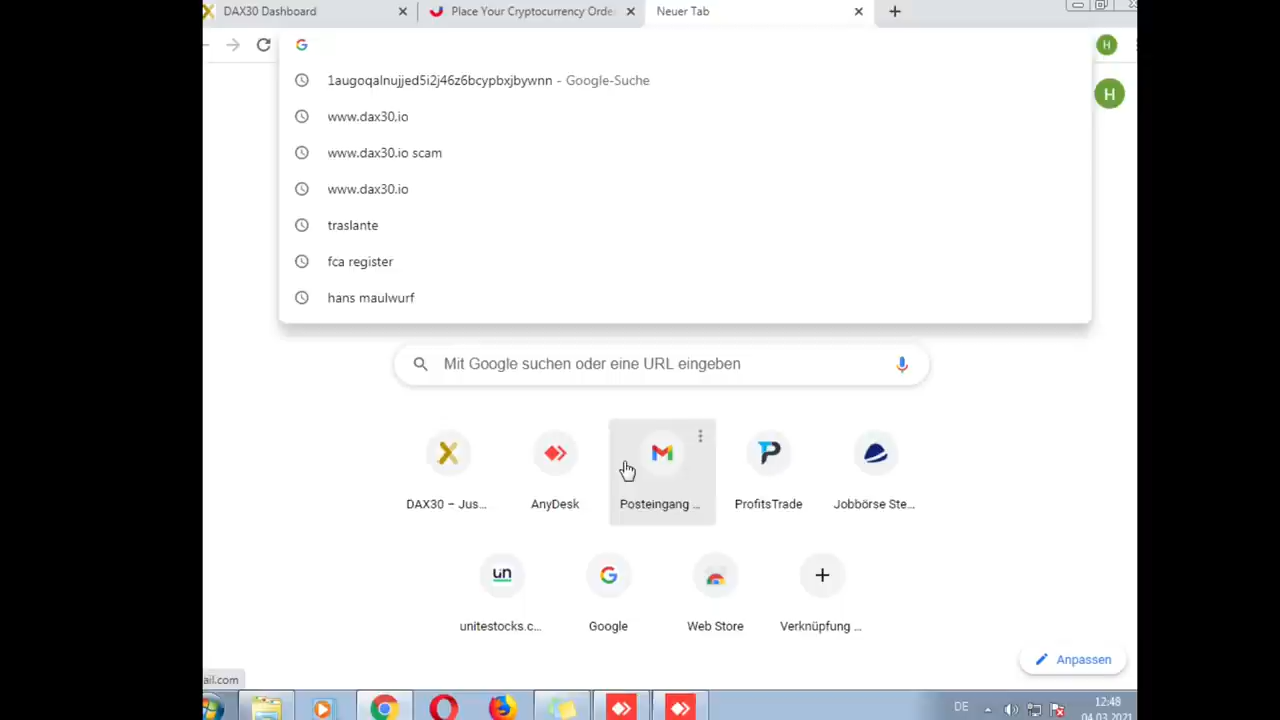 DAX30 Dashboard
Place Your Cryptocurrency Orde
Neuer Tab
H
1augoqalnujjed5i2j46z6bcypbxjbywnn - Google-Suche
www.dax30,io
www.dax30.io scam
www.dax30.io
traslante
fca register
hans maulwurf
H
Mit Google suchen oder eine URL eingeben
DAX30 – Jus...
AnyDesk
Posteingang ...
ProfitsTrade
Jobbörse Ste...
un
unitestocks.c...
Google
Web Store
Verknüpfung ...
Anpassen
ail.com
DE
12:48
04.03.2021